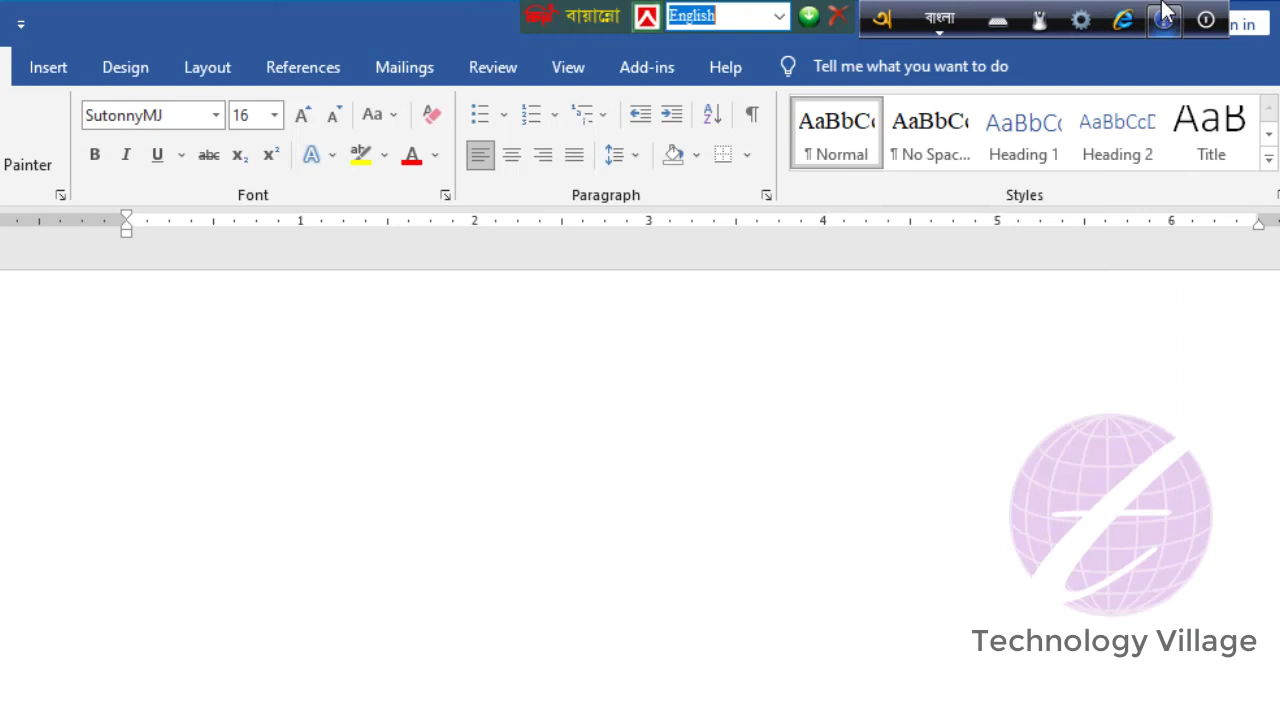 বায়ান্নো English বাংলা n in
Insert Design Layout References Mailings Review View Add-ins Help Tell me what you want to do
SutonnyMJ 16 Aa AaBbCc AaBbCc AaBbCc AaBbCcD AaB
Painter B I U abc x₂ x² A ab A ¶ Normal ¶ No Spac... Heading 1 Heading 2 Title
Font Paragraph Styles
1 2 3 4 5 6
Technology Village